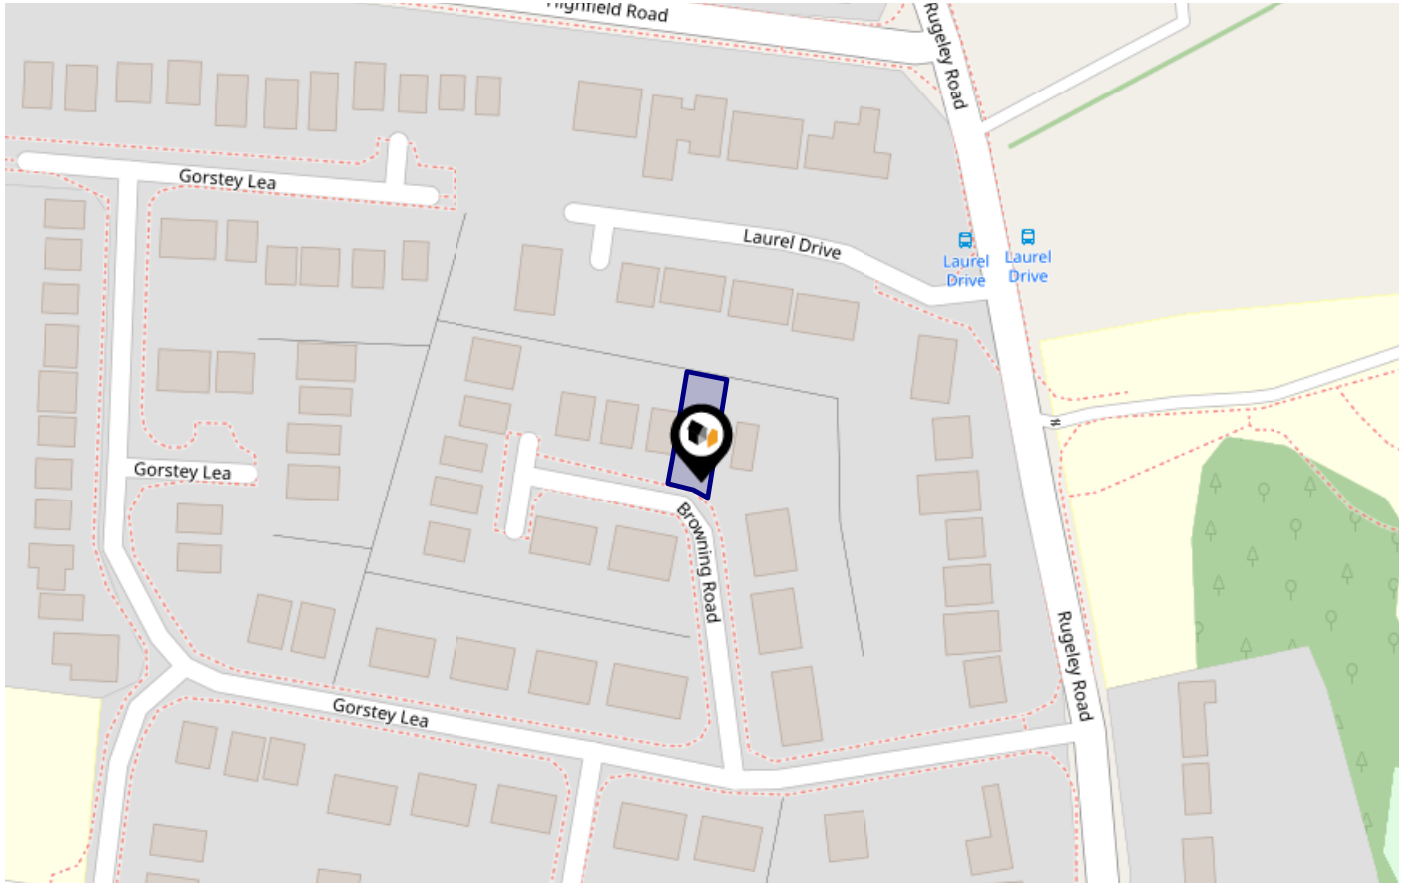 Highfield Road
Rugeley Road
Gorstey Lea
Laurel Drive
Laurel
Drive
Laurel
Drive
Gorstey Lea
Browning Road
Rugeley Road
Gorstey Lea